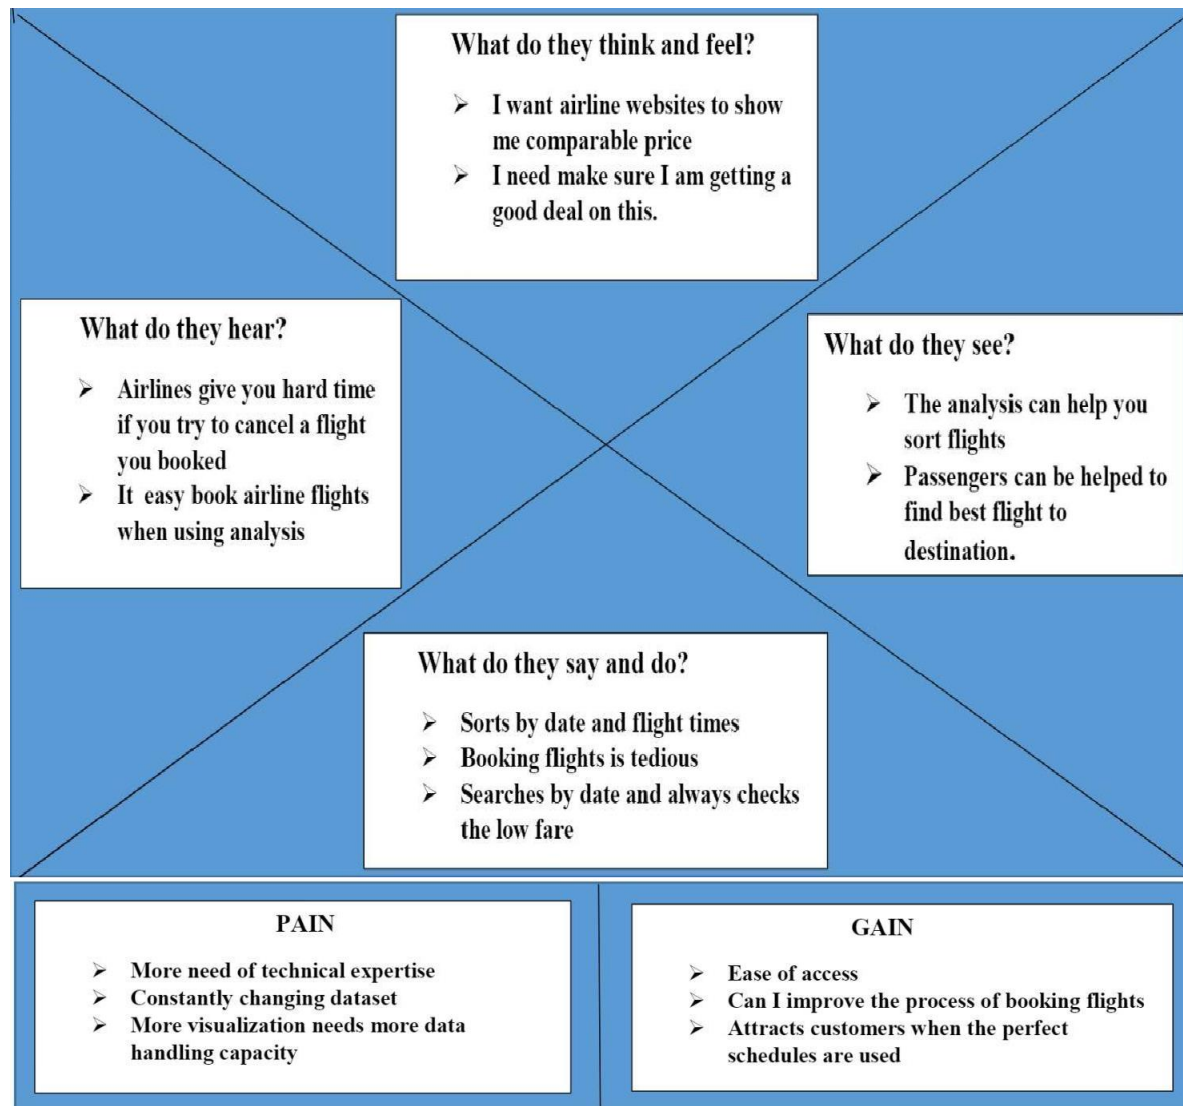 What do they think and feel?
➢ I want airline websites to show
me comparable price
➢ I need make sure I am getting a
good deal on this.
What do they hear?
➢ Airlines give you hard time
if you try to cancel a flight
you booked
➢ It easy book airline flights
when using analysis
What do they see?
➢ The analysis can help you
sort flights
➢ Passengers can be helped to
find best flight to
destination.
What do they say and do?
➢ Sorts by date and flight times
➢ Booking flights is tedious
➢ Searches by date and always checks
the low fare
PAIN
➢ More need of technical expertise
➢ Constantly changing dataset
➢ More visualization needs more data
handling capacity
GAIN
➢ Ease of access
➢ Can I improve the process of booking flights
➢ Attracts customers when the perfect
schedules are used